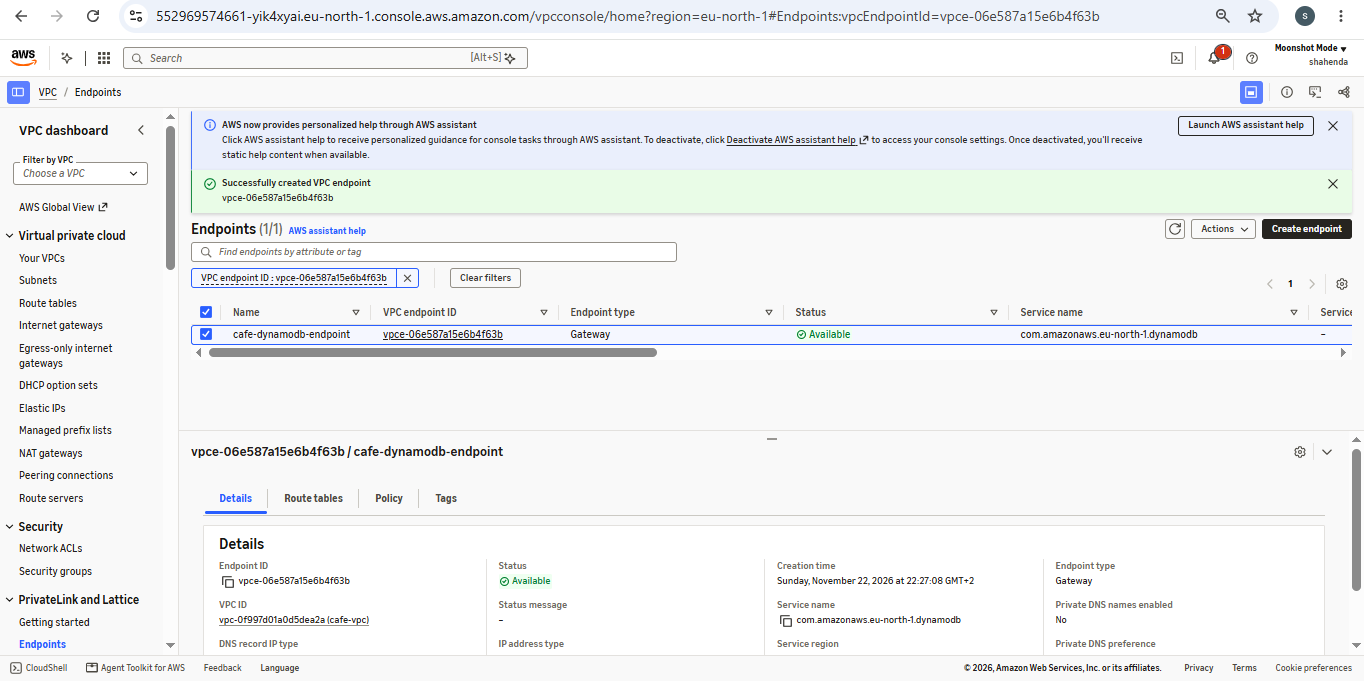 552969574661-yik4xyai.eu-north-1.console.aws.amazon.com/vpcconsole/home?region=eu-north-1#Endpoints:vpcEndpointId=vpce-06e587a15e6b4f63b
S
aws
Search
[Alt+S]
1
Moonshot Mode
shahenda
VPC / Endpoints
VPC dashboard
Filter by VPC
Choose a VPC
AWS Global View
Virtual private cloud
Your VPCs
Subnets
Route tables
Internet gateways
Egress-only internet
gateways
DHCP option sets
Elastic IPs
Managed prefix lists
NAT gateways
Peering connections
Route servers
Security
Network ACLs
Security groups
PrivateLink and Lattice
Getting started
Endpoints
AWS now provides personalized help through AWS assistant
Click AWS assistant help to receive personalized guidance for console tasks through AWS assistant. To deactivate, click Deactivate AWS assistant help to access your console settings. Once deactivated, you'll receive
static help content when available.
Launch AWS assistant help
Successfully created VPC endpoint
vpce-06e587a15e6b4f63b
Endpoints (1/1) AWS assistant help
Actions
Create endpoint
Find endpoints by attribute or tag
VPC endpoint ID : vpce-06e587a15e6b4f63b
Clear filters
1
Name VPC endpoint ID Endpoint type Status Service name Service
cafe-dynamodb-endpoint vpce-06e587a15e6b4f63b Gateway Available com.amazonaws.eu-north-1.dynamodb –
vpce-06e587a15e6b4f63b / cafe-dynamodb-endpoint
Details Route tables Policy Tags
Details
Endpoint ID
vpce-06e587a15e6b4f63b
VPC ID
vpc-0f997d01a0d5dea2a (cafe-vpc)
DNS record IP type
Status
Available
Status message
–
IP address type
Creation time
Sunday, November 22, 2026 at 22:27:08 GMT+2
Service name
com.amazonaws.eu-north-1.dynamodb
Service region
Endpoint type
Gateway
Private DNS names enabled
No
Private DNS preference
CloudShell
Agent Toolkit for AWS
Feedback
Language
© 2026, Amazon Web Services, Inc. or its affiliates.
Privacy
Terms
Cookie preferences